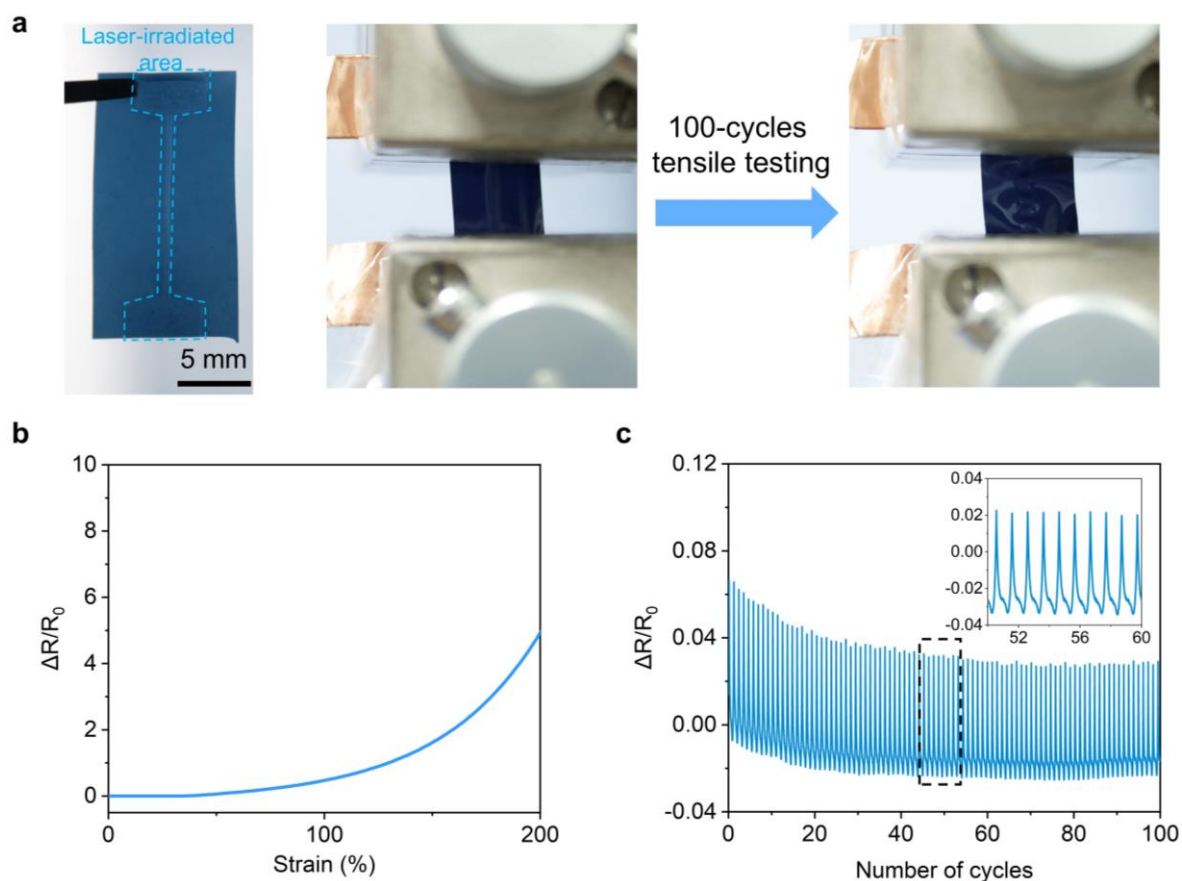 a
Laser-irradiated
area
5 mm
100-cycles
tensile testing
b
10
8
6
4
2
0
ΔR/R0
0
100
200
Strain (%)
c
0.12
0.08
0.04
0.00
-0.04
ΔR/R0
0
20
40
60
80
100
Number of cycles
0.04
0.02
0.00
-0.02
-0.04
52
56
60